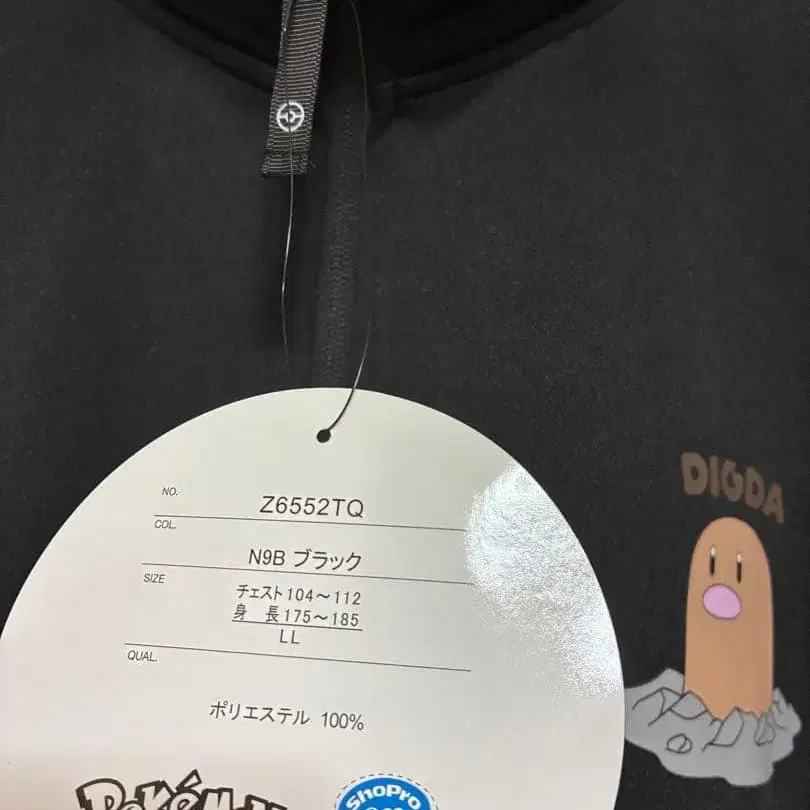 DIGDA
NO.
Z6552TQ
COL.
N9B ブラック
SIZE
チェスト104～112
身 長175～185
LL
QUAL.
ポリエステル 100%
Pokémon
ShoPro